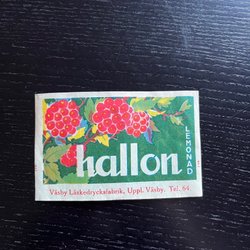 hallon
LEMONAD
Väsby Läskedrycksfabrik, Uppl. Väsby. Tel. 64.